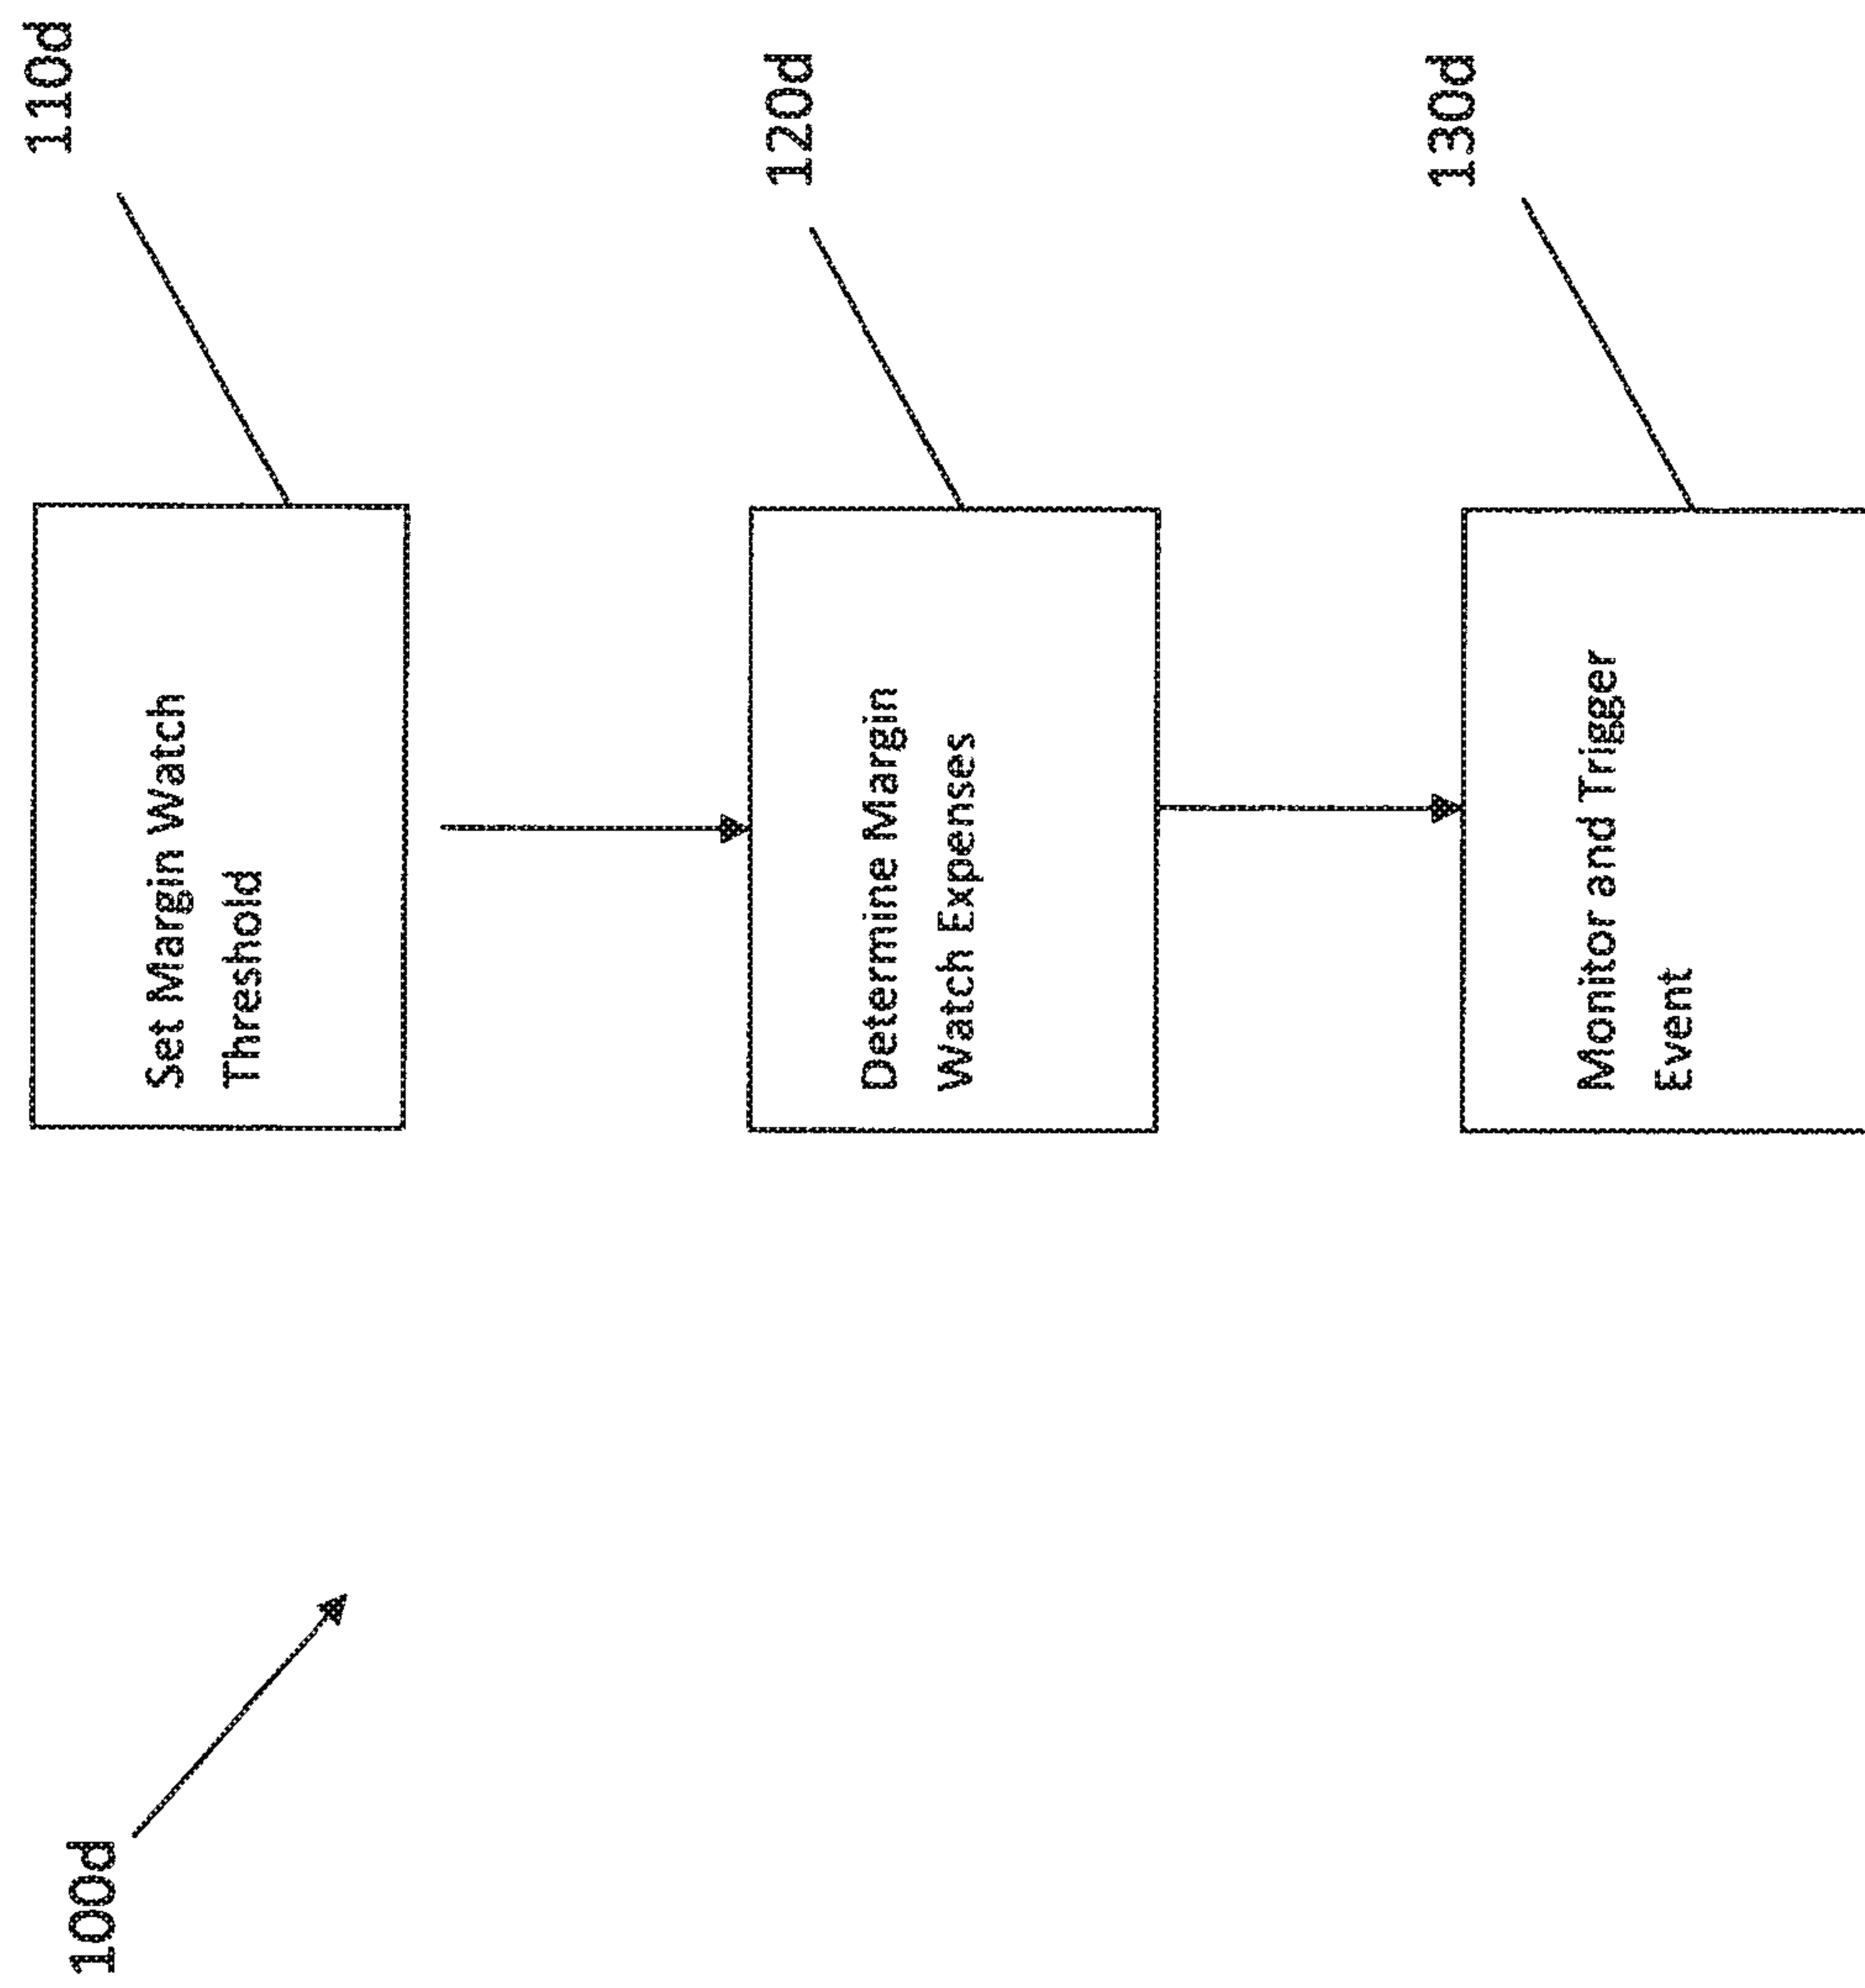 100d
110d
Set Margin Watch
Threshold
120d
Determine Margin
Watch Expenses
130d
Monitor and Trigger
Event